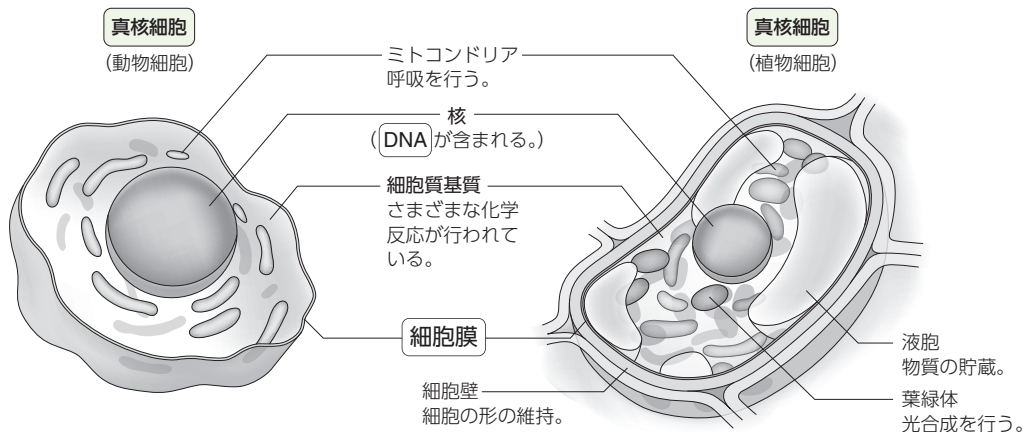 真核細胞
(動物細胞)
真核細胞
(植物細胞)
ミトコンドリア
呼吸を行う。
核
(DNAが含まれる。)
細胞質基質
さまざまな化学
反応が行われて
いる。
細胞膜
細胞壁
細胞の形の維持。
液胞
物質の貯蔵。
葉緑体
光合成を行う。